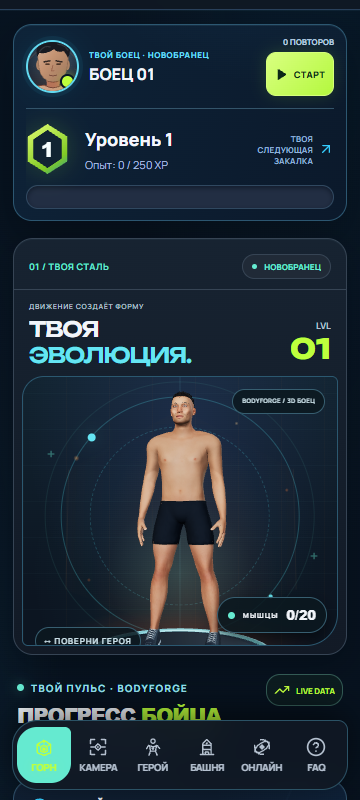 0 ПОВТОРОВ
ТВОЙ БОЕЦ · НОВОБРАНЕЦ
БОЕЦ 01
СТАРТ
1
Уровень 1
Опыт: 0 / 250 XP
ТВОЯ
СЛЕДУЮЩАЯ
ЗАКАЛКА
01 / ТВОЯ СТАЛЬ
НОВОБРАНЕЦ
ДВИЖЕНИЕ СОЗДАЁТ ФОРМУ
ТВОЯ
ЭВОЛЮЦИЯ.
LVL
01
BODYFORGE / 3D БОЕЦ
МЫШЦЫ 0/20
↔ ПОВЕРНИ ГЕРОЯ
ТВОЙ ПУЛЬС · BODYFORGE
LIVE DATA
ПРОГРЕСС БОЙЦА
ГОРН
КАМЕРА
ГЕРОЙ
БАШНЯ
ОНЛАЙН
FAQ